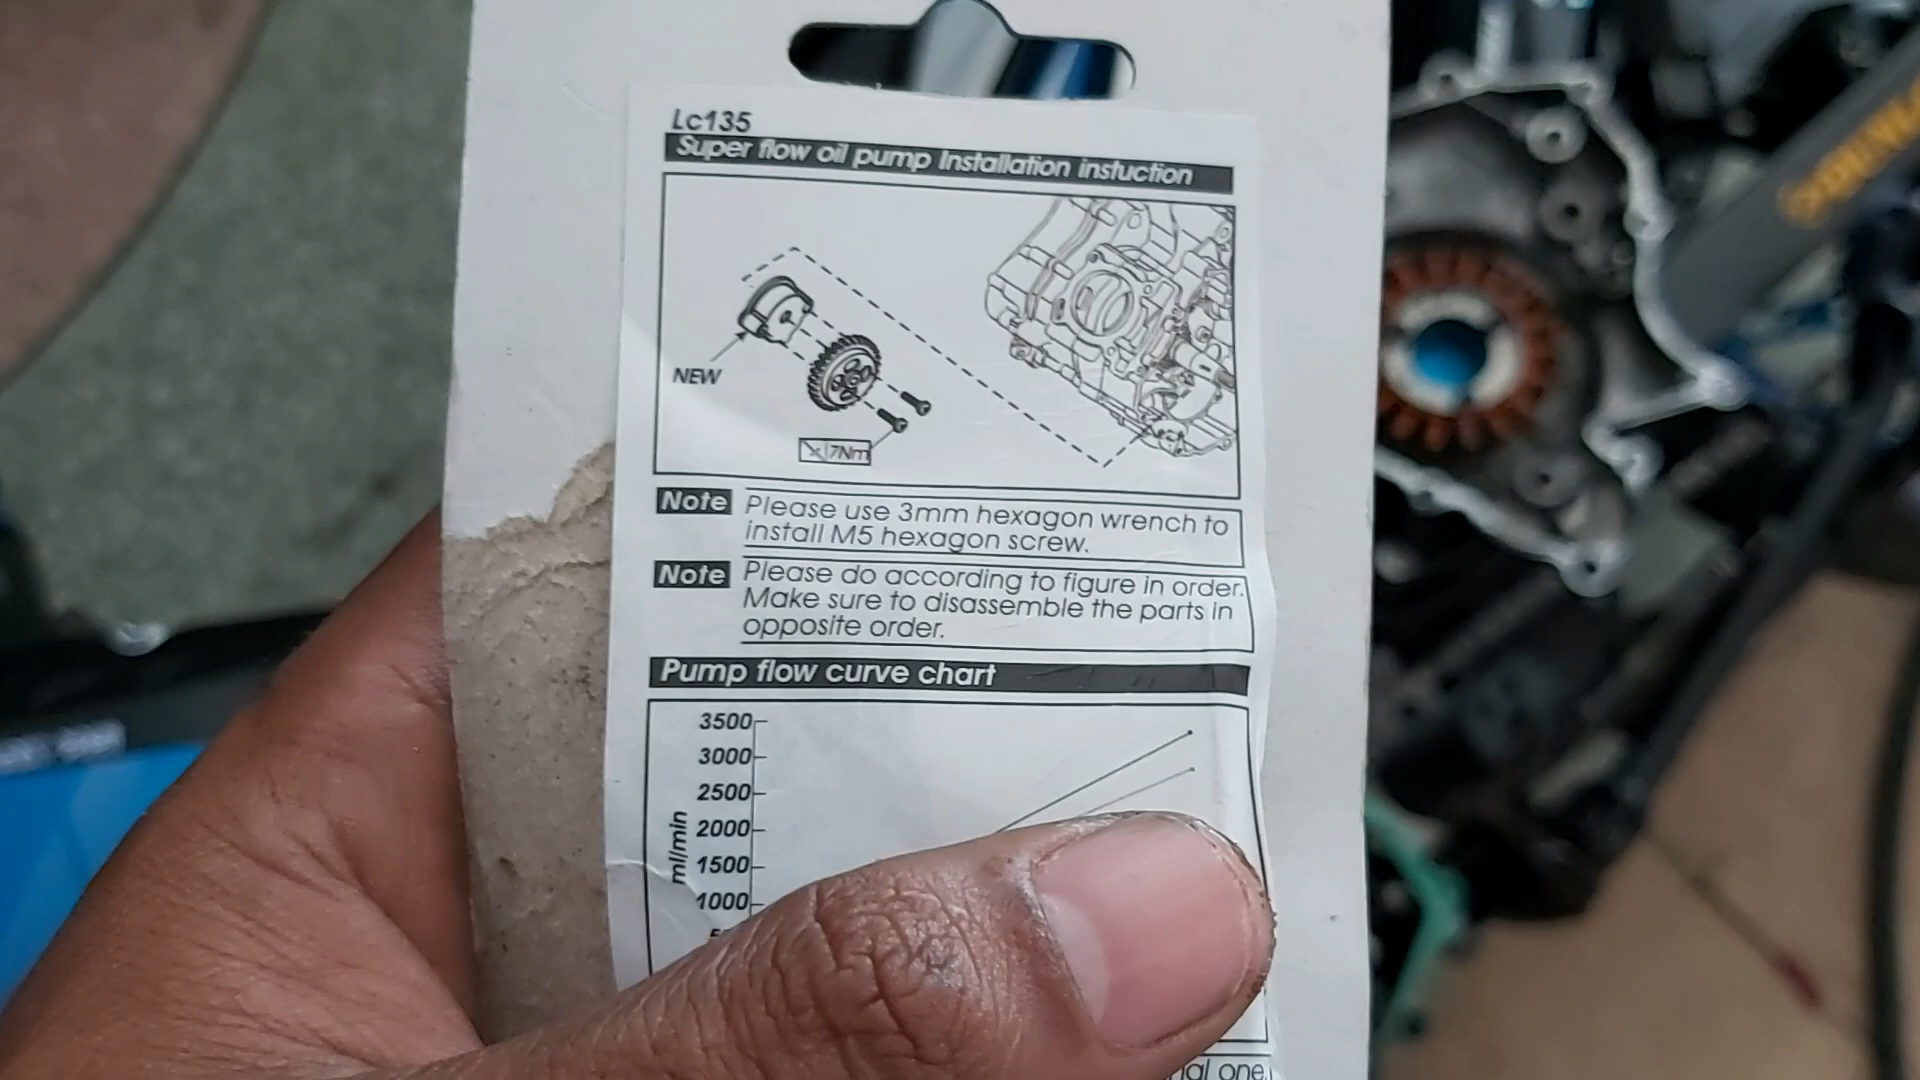 Lc135
Super flow oil pump Installation instuction
NEW
7Nm
Note Please use 3mm hexagon wrench to
install M5 hexagon screw.
Note Please do according to figure in order.
Make sure to disassemble the parts in
opposite order.
Pump flow curve chart
3500
3000
2500
2000
1500
1000
ml/min
one.